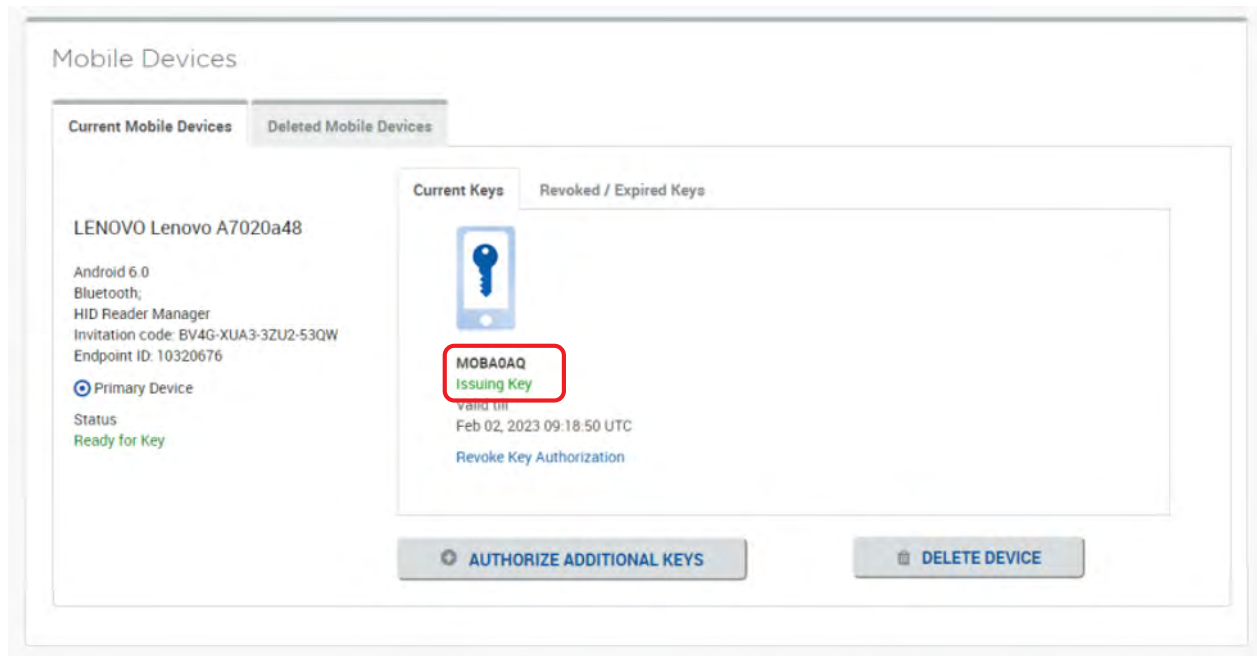 Mobile Devices
Current Mobile Devices
Deleted Mobile Devices
LENOVO Lenovo A7020a48
Android 6.0
Bluetooth;
HID Reader Manager
Invitation code: BV4G-XUA3-3ZU2-53QW
Endpoint ID: 10320676
Primary Device
Status
Ready for Key
Current Keys
Revoked / Expired Keys
MOBA0AQ
Issuing Key
Valid till
Feb 02, 2023 09:18:50 UTC
Revoke Key Authorization
AUTHORIZE ADDITIONAL KEYS
DELETE DEVICE